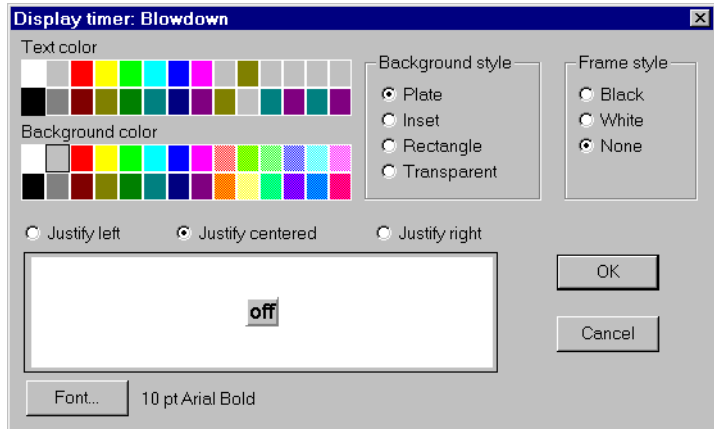 Display timer: Blowdown
Text color
Background color
Background style
Plate
Inset
Rectangle
Transparent
Frame style
Black
White
None
Justify left
Justify centered
Justify right
off
OK
Cancel
Font...
10 pt Arial Bold